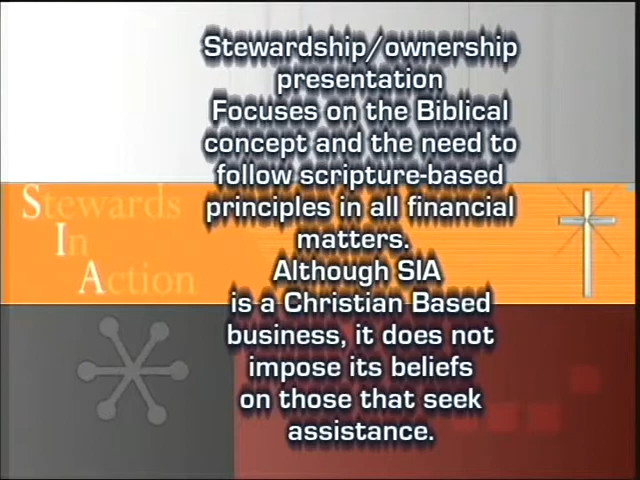 Stewardship/ownership
presentation
Focuses on the Biblical
concept and the need to
follow scripture-based
principles in all financial
matters.
Although SIA
is a Christian Based
business, it does not
impose its beliefs
on those that seek
assistance.
Stewards
In
Action